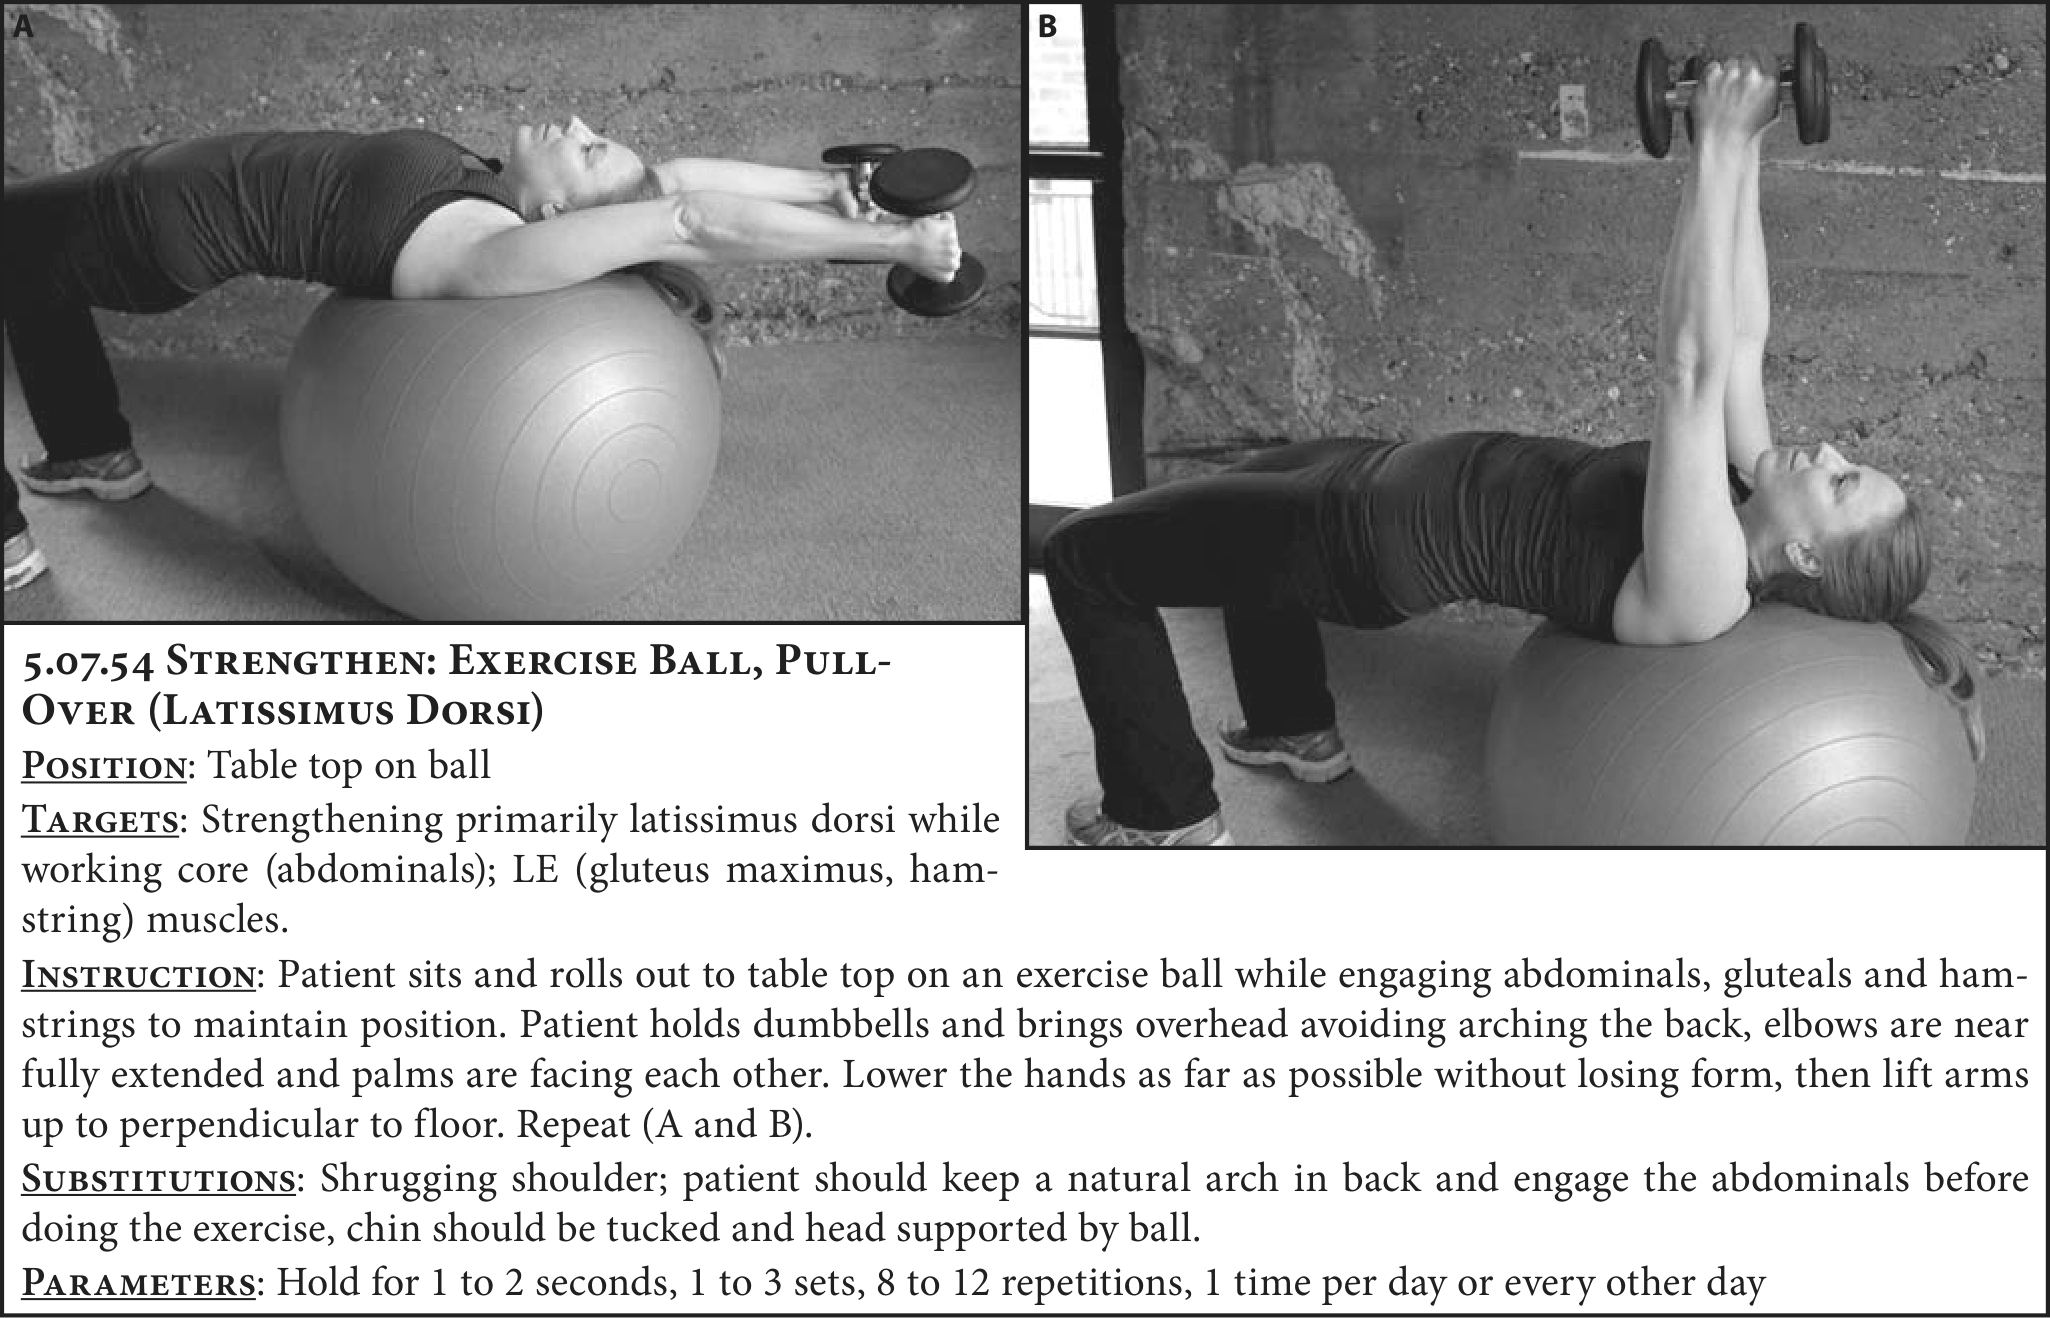 A
B
5.07.54 Strengthen: Exercise Ball, Pull-
Over (Latissimus Dorsi)
Position: Table top on ball
Targets: Strengthening primarily latissimus dorsi while
working core (abdominals); LE (gluteus maximus, ham-
string) muscles.
Instruction: Patient sits and rolls out to table top on an exercise ball while engaging abdominals, gluteals and ham-
strings to maintain position. Patient holds dumbbells and brings overhead avoiding arching the back, elbows are near
fully extended and palms are facing each other. Lower the hands as far as possible without losing form, then lift arms
up to perpendicular to floor. Repeat (A and B).
Substitutions: Shrugging shoulder; patient should keep a natural arch in back and engage the abdominals before
doing the exercise, chin should be tucked and head supported by ball.
Parameters: Hold for 1 to 2 seconds, 1 to 3 sets, 8 to 12 repetitions, 1 time per day or every other day